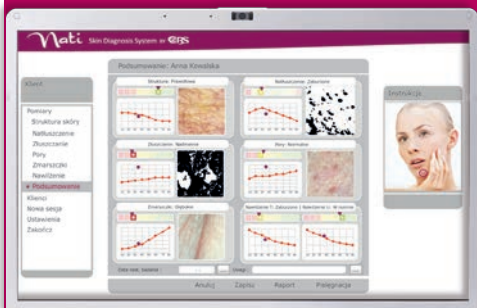 Nati Skin Diagnosis System BY CBS
Klient
Pomiary
Struktura skóry
Natłuszczenie
Złuszczanie
Pory
Zmarszczki
Nawilżenie
Podsumowanie
Klienci
Nowa sesja
Ustawienia
Zakończ
Podsumowanie: Anna Kowalska
Struktura: Prawidłowa
Natłuszczenie: Zaburzone
Złuszczanie: Nadmierne
Pory: Normalne
Zmarszczki: Głębokie
Uwagi:
Anuluj Zapisz Raport Pielęgnacja
Instrukcja